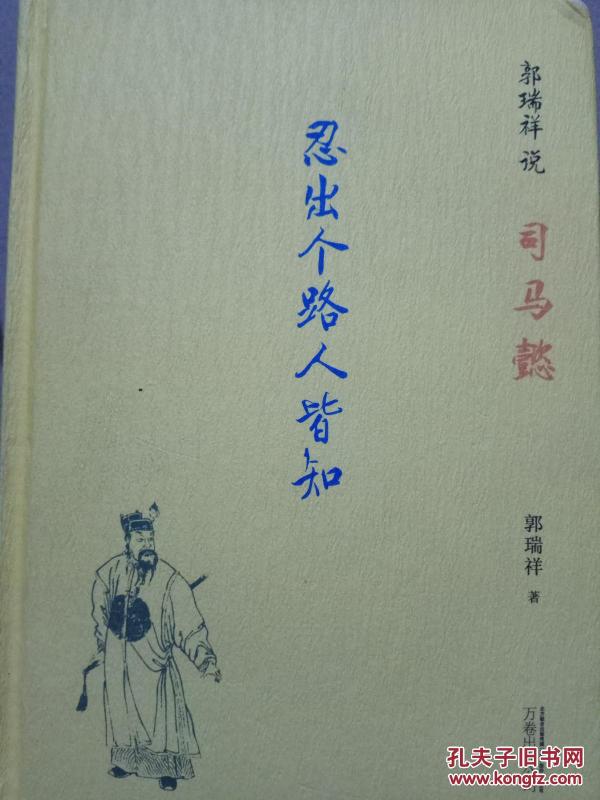 郭瑞祥 说
司马懿
忍出个路人皆知
郭瑞祥 著
万卷出
孔夫子旧书网
www.kongfz.com